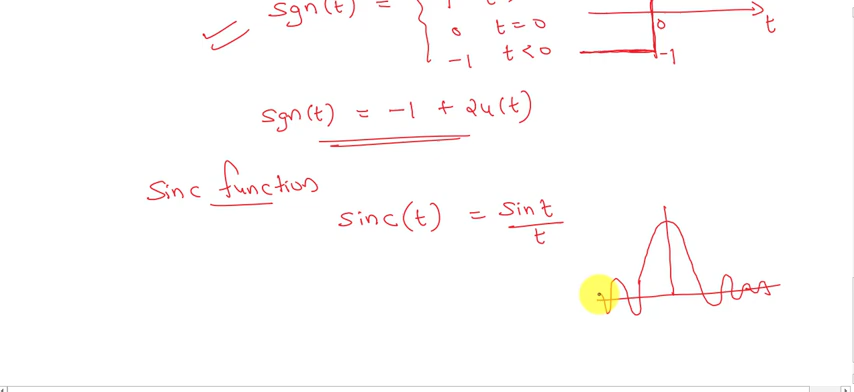 sgn(t) =
0 t=0
-1 t<0
0
t
-1
sgn(t) = -1 + 2u(t)
Sinc function
sinc(t) = sint/t